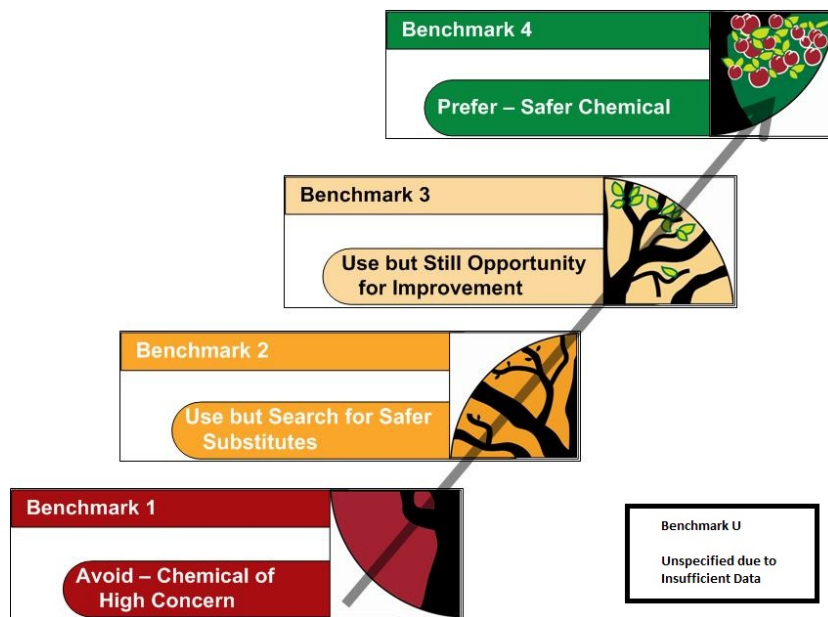 Benchmark 4
Prefer – Safer Chemical
Benchmark 3
Use but Still Opportunity
for Improvement
Benchmark 2
Use but Search for Safer
Substitutes
Benchmark 1
Avoid – Chemical of
High Concern
Benchmark U
Unspecified due to
Insufficient Data